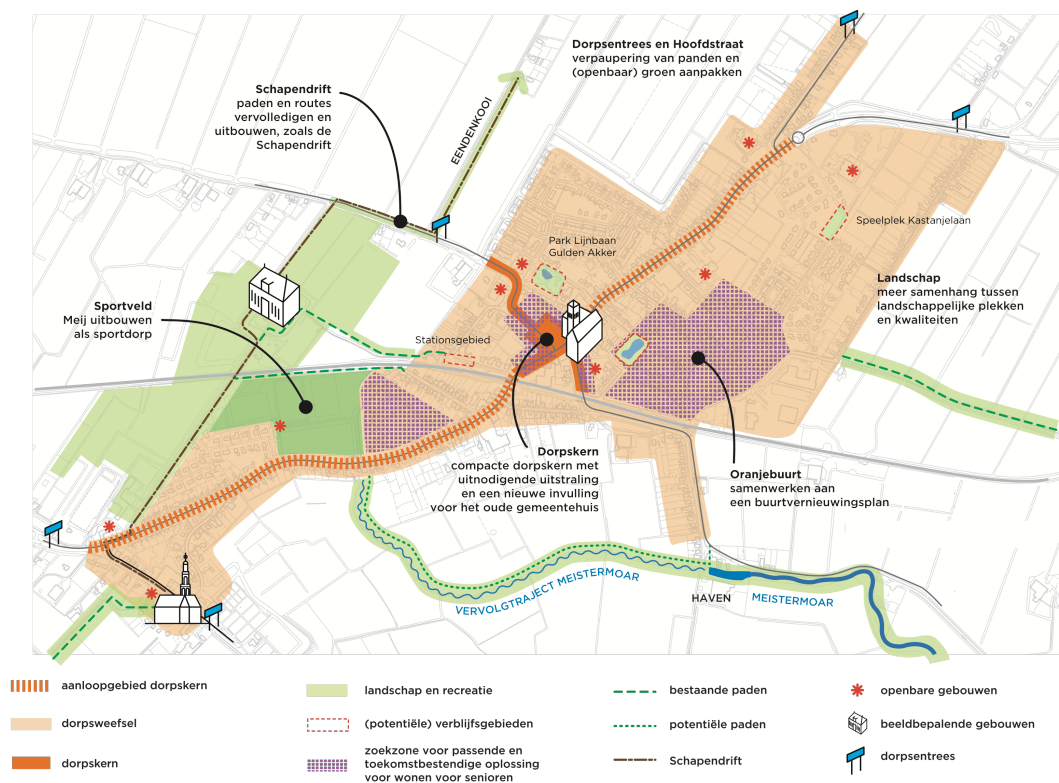 Dorpsentrees en Hoofdstraat
verpaupering van panden en
(openbaar) groen aanpakken
Schapendrift
paden en routes
vervolledigen en
uitbouwen, zoals de
Schapendrift
EENDENKOOI
Speelplek Kastanjelaan
Park Lijnbaan
Gulden Akker
Landschap
meer samenhang tussen
landschappelijke plekken
en kwaliteiten
Sportveld
Meij uitbouwen
als sportdorp
Stationsgebied
Dorpskern
compacte dorpskern met
uitnodigende uitstraling
en een nieuwe invulling
voor het oude gemeentehuis
Oranjebuurt
samenwerken aan
een buurtvernieuwingsplan
VERVOLGTRAJECT MEISTERMOAR
HAVEN
MEISTERMOAR
aanloopgebied dorpskern
dorpsweefsel
dorpskern
landschap en recreatie
(potentiële) verblijfsgebieden
zoekzone voor passende en
toekomstbestendige oplossing
voor wonen voor senioren
bestaande paden
potentiële paden
Schapendrift
openbare gebouwen
beeldbepalende gebouwen
dorpsentrees